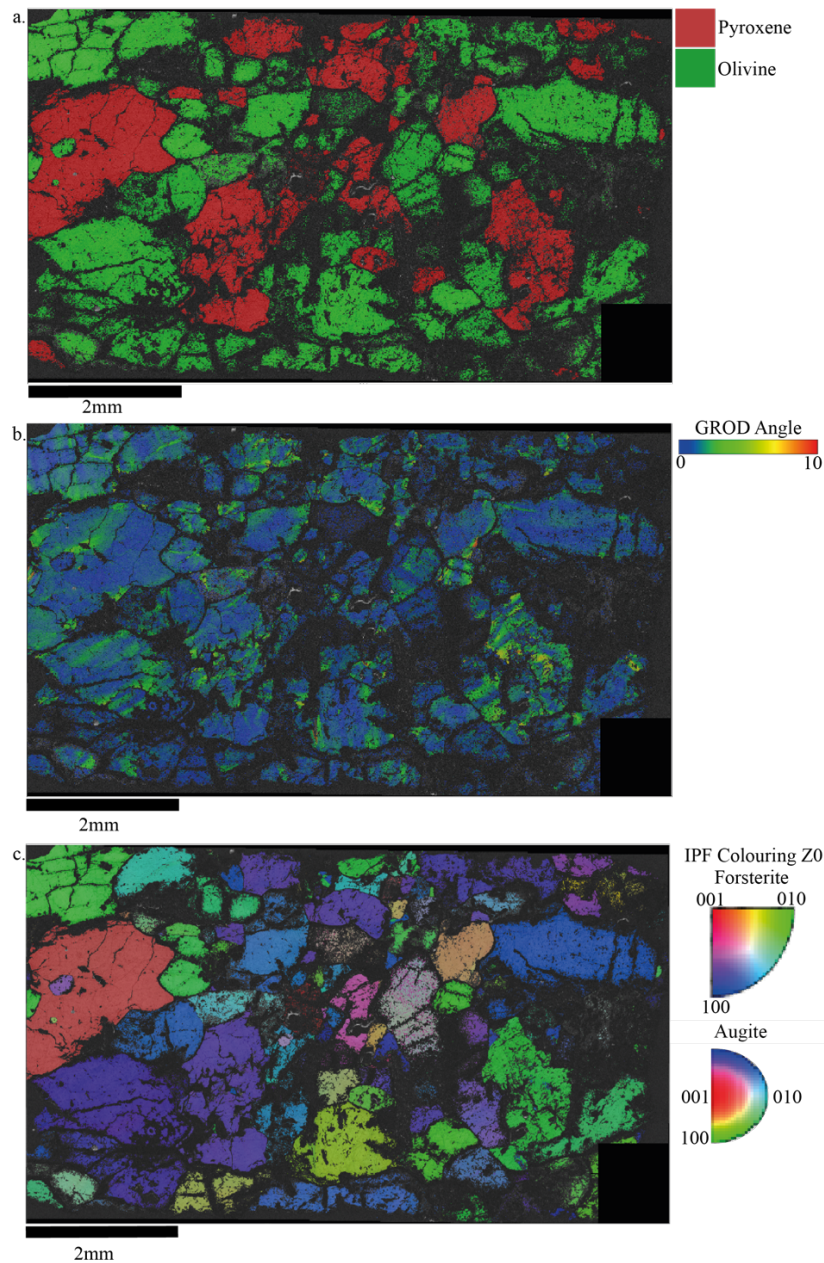 a.
Pyroxene
Olivine
2mm
b.
GROD Angle
0 10
2mm
c.
IPF Colouring Z0
Forsterite
001 010
100
Augite
001 010
100
2mm